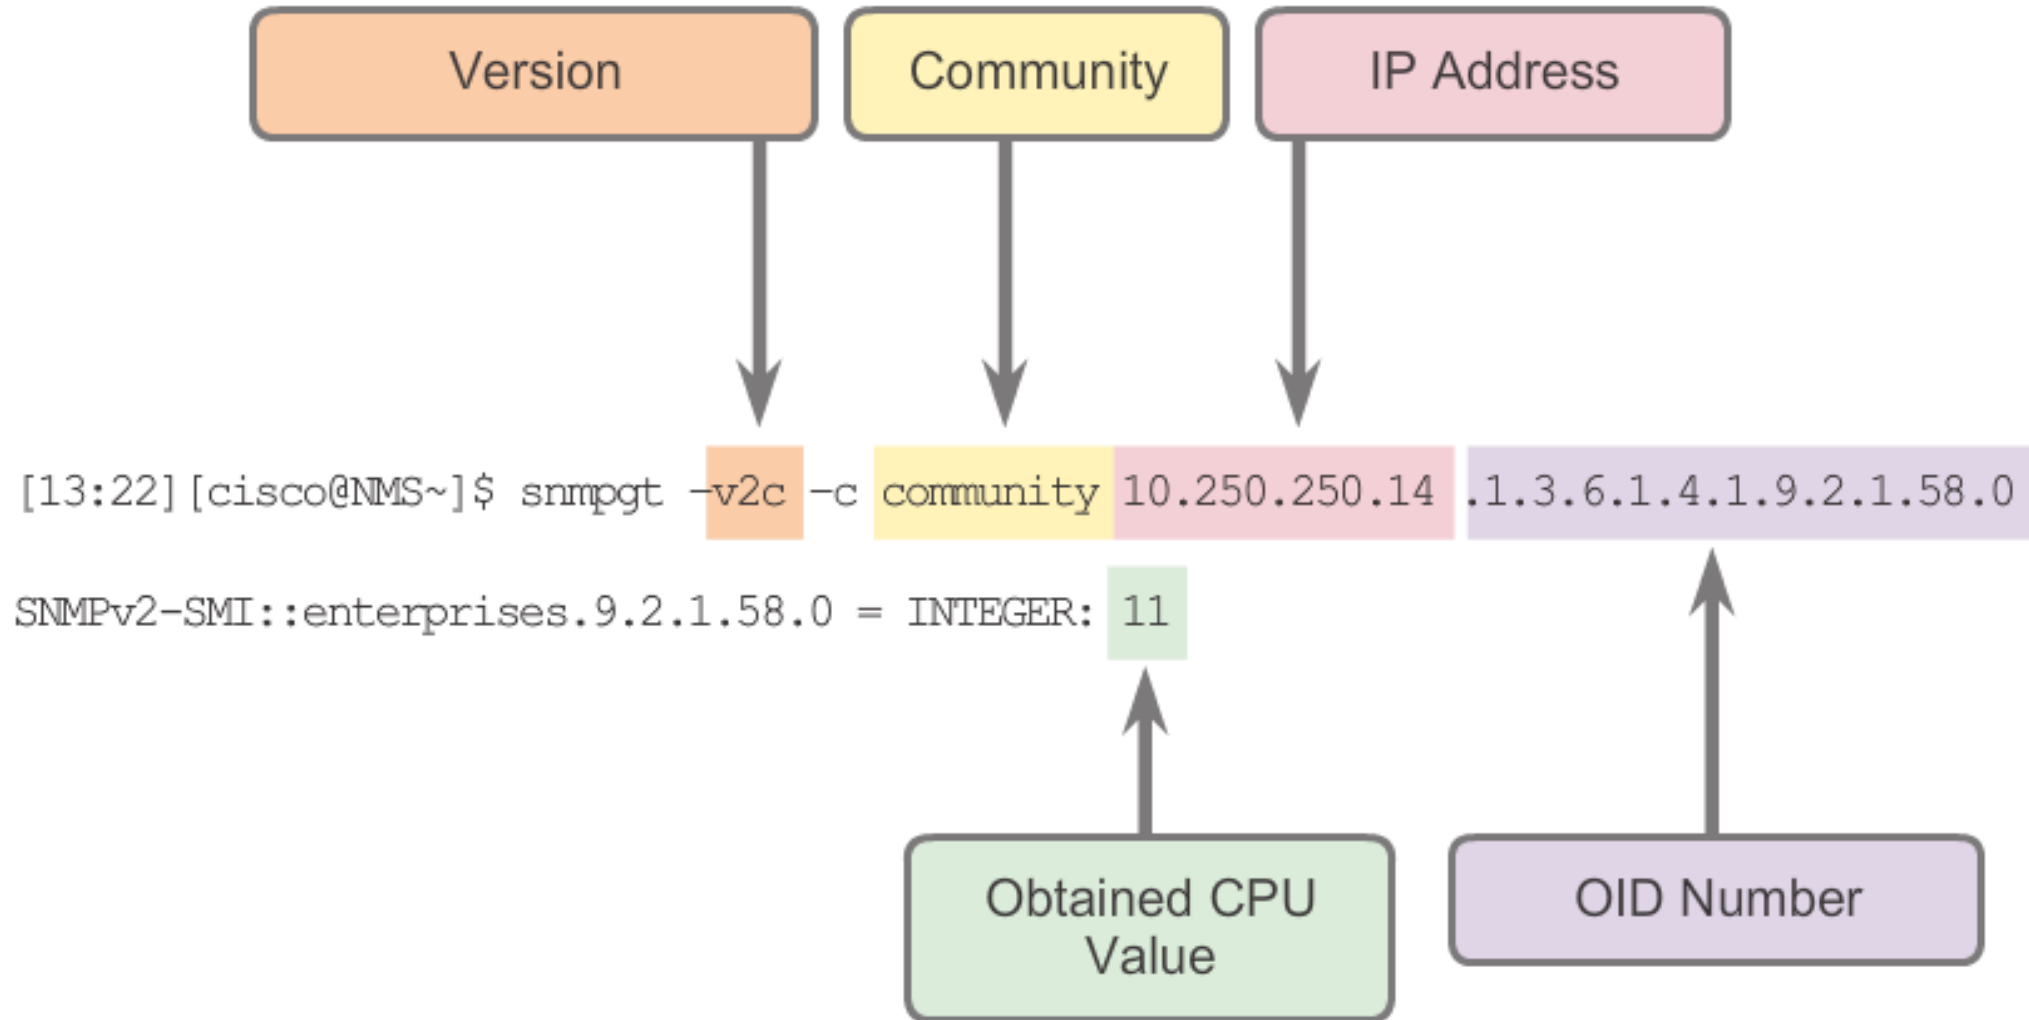 Version
Community
IP Address
[13:22][cisco@NMS~]$ snmpgt -v2c -c community 10.250.250.14 .1.3.6.1.4.1.9.2.1.58.0
SNMPv2-SMI::enterprises.9.2.1.58.0 = INTEGER: 11
Obtained CPU
Value
OID Number